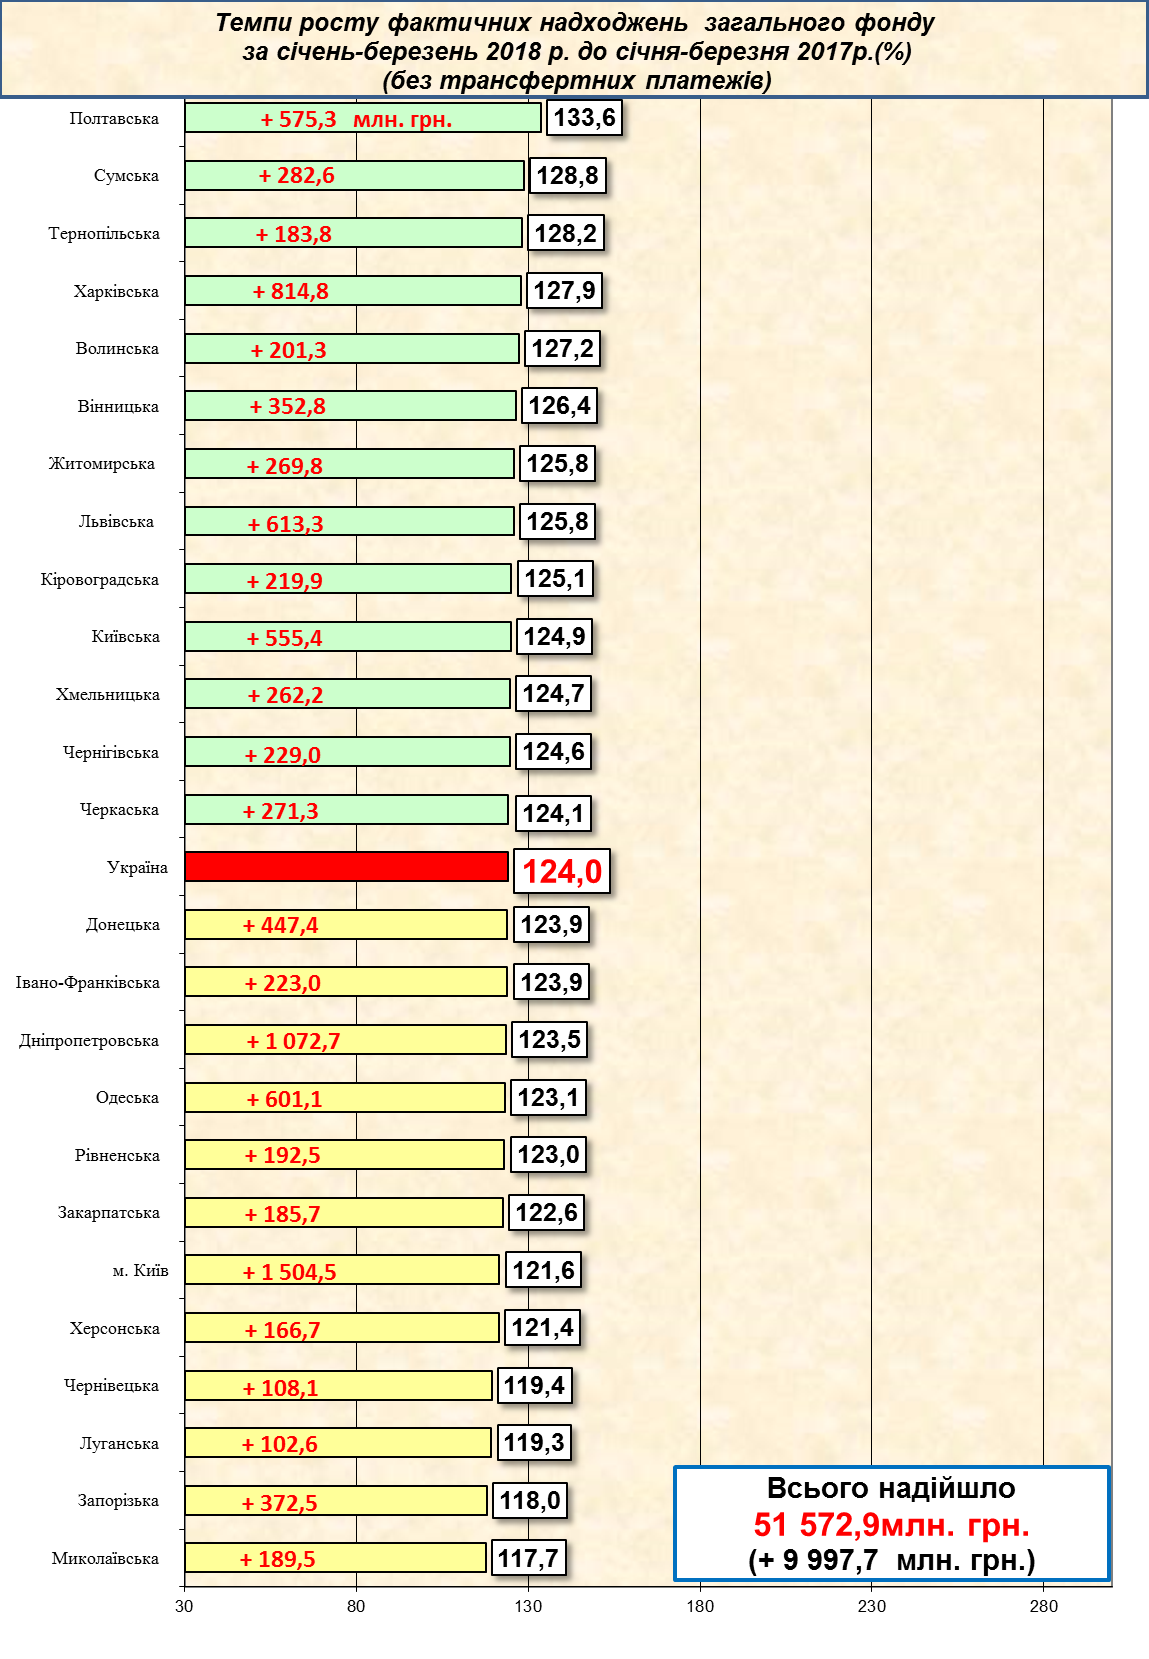 Темпи росту фактичних надходжень загального фонду
за січень-березень 2018 р. до січня-березня 2017р.(%)
(без трансфертних платежів)
Полтавська + 575,3 млн. грн. 133,6
Сумська + 282,6 128,8
Тернопільська + 183,8 128,2
Харківська + 814,8 127,9
Волинська + 201,3 127,2
Вінницька + 352,8 126,4
Житомирська + 269,8 125,8
Львівська + 613,3 125,8
Кіровоградська + 219,9 125,1
Київська + 555,4 124,9
Хмельницька + 262,2 124,7
Чернігівська + 229,0 124,6
Черкаська + 271,3 124,1
Україна 124,0
Донецька + 447,4 123,9
Івано-Франківська + 223,0 123,9
Дніпропетровська + 1 072,7 123,5
Одеська + 601,1 123,1
Рівненська + 192,5 123,0
Закарпатська + 185,7 122,6
м. Київ + 1 504,5 121,6
Херсонська + 166,7 121,4
Чернівецька + 108,1 119,4
Луганська + 102,6 119,3
Запорізька + 372,5 118,0
Миколаївська + 189,5 117,7
Всього надійшло
51 572,9млн. грн.
(+ 9 997,7 млн. грн.)
30 80 130 180 230 280